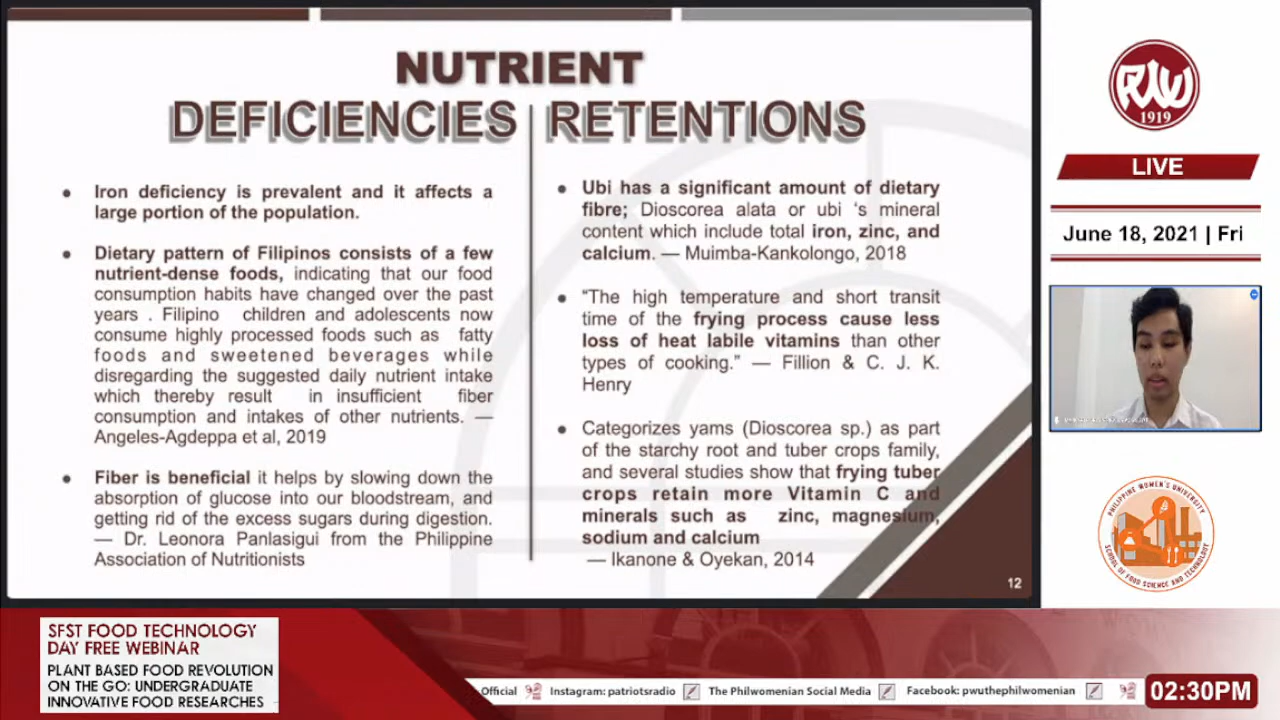 NUTRIENT
DEFICIENCIES RETENTIONS
● Iron deficiency is prevalent and it affects a
large portion of the population.
● Dietary pattern of Filipinos consists of a few
nutrient-dense foods, indicating that our food
consumption habits have changed over the past
years . Filipino children and adolescents now
consume highly processed foods such as fatty
foods and sweetened beverages while
disregarding the suggested daily nutrient intake
which thereby result in insufficient fiber
consumption and intakes of other nutrients. —
Angeles-Agdeppa et al, 2019
● Fiber is beneficial it helps by slowing down the
absorption of glucose into our bloodstream, and
getting rid of the excess sugars during digestion.
— Dr. Leonora Panlasigui from the Philippine
Association of Nutritionists
● Ubi has a significant amount of dietary
fibre; Dioscorea alata or ubi ‘s mineral
content which include total iron, zinc, and
calcium. — Muimba-Kankolongo, 2018
● “The high temperature and short transit
time of the frying process cause less
loss of heat labile vitamins than other
types of cooking.” — Fillion & C. J. K.
Henry
● Categorizes yams (Dioscorea sp.) as part
of the starchy root and tuber crops family,
and several studies show that frying tuber
crops retain more Vitamin C and
minerals such as zinc, magnesium,
sodium and calcium
— Ikanone & Oyekan, 2014
12
PWU
1919
LIVE
June 18, 2021 | Fri
PHILIPPINE WOMEN'S UNIVERSITY
SCHOOL OF FOOD SCIENCE AND TECHNOLOGY
SFST FOOD TECHNOLOGY
DAY FREE WEBINAR
PLANT BASED FOOD REVOLUTION
ON THE GO: UNDERGRADUATE
INNOVATIVE FOOD RESEARCHES
Official Instagram: patriotsradio The Philwomenian Social Media Facebook: pwuthephilwomenian
02:30PM